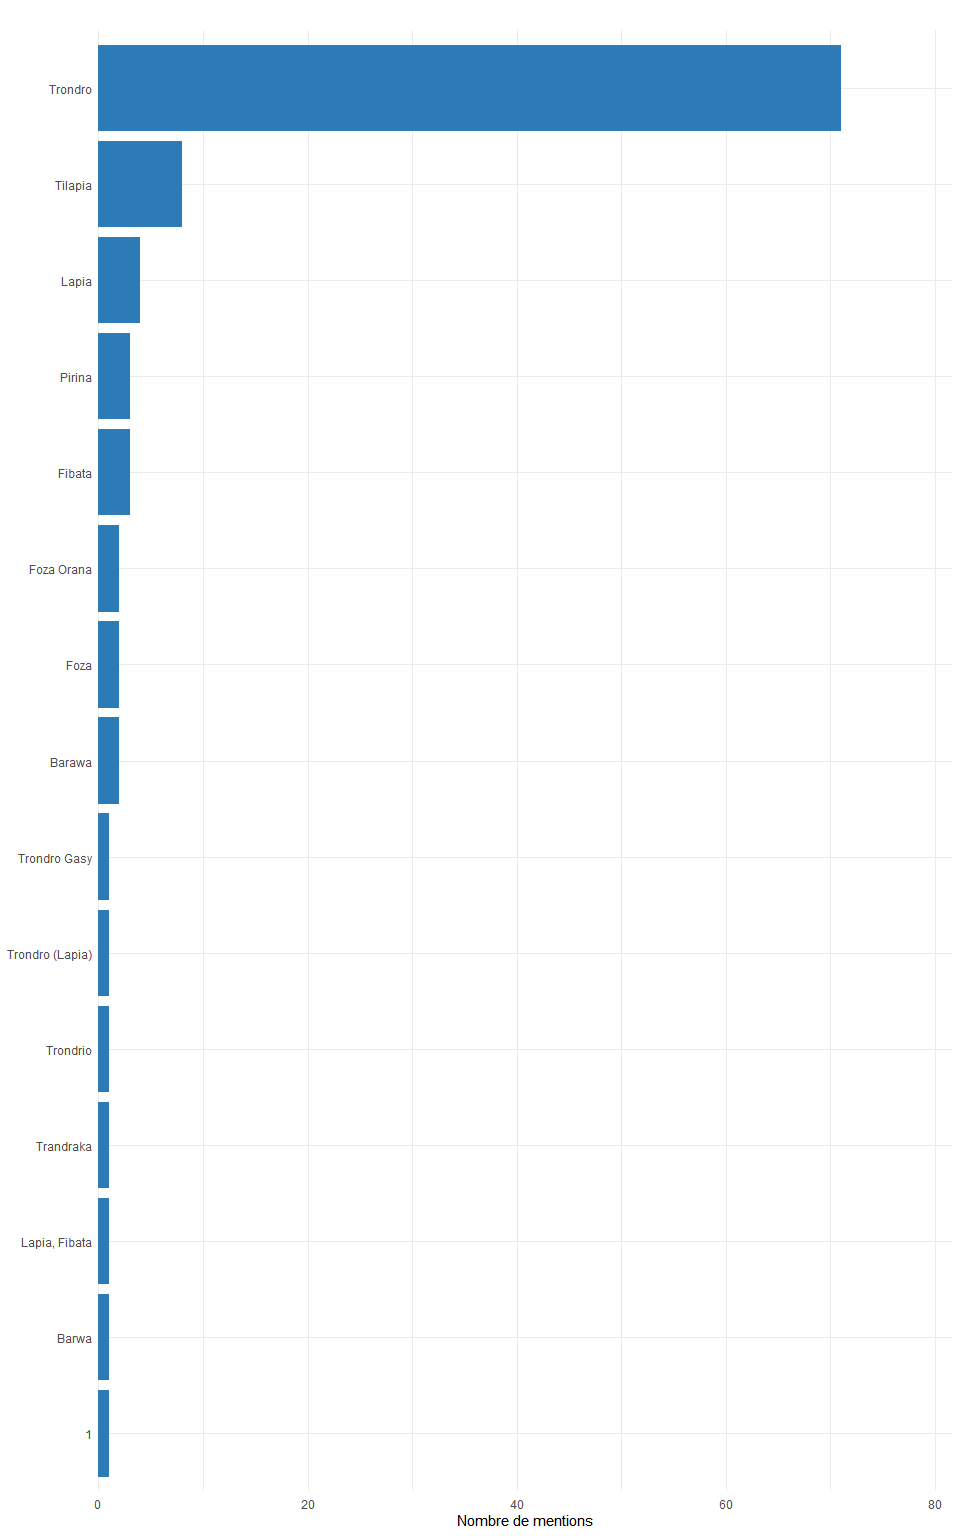 Trondro
Tilapia
Lapia
Pirina
Fibata
Foza Orana
Foza
Barawa
Trondro Gasy
Trondro (Lapia)
Trondrio
Trandraka
Lapia, Fibata
Barwa
1
0 20 40 60 80
Nombre de mentions